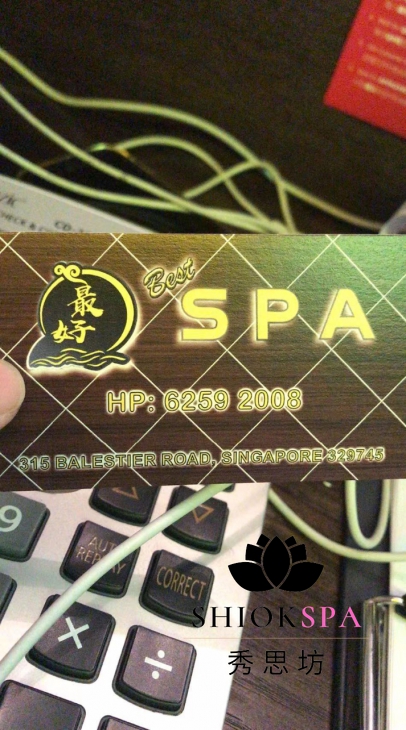 CD-
最好
Best
SPA
HP: 6259 2008
315 BALESTIER ROAD, SINGAPORE 329745
9
AUTO
REPLAY
CORRECT
×
÷
SHIOKSPA
秀思坊